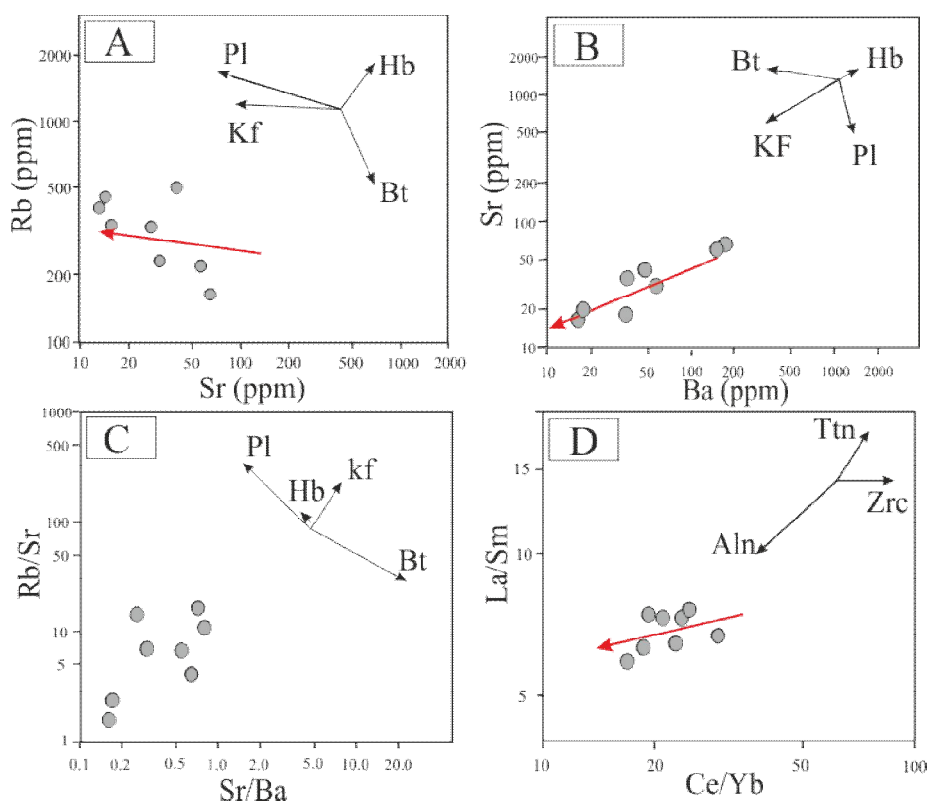 A
Pl
Hb
Kf
Bt
Rb (ppm)
2000
1000
500
200
100
10
20
50
100
200
500
1000
2000
Sr (ppm)
B
Bt
Hb
KF
Pl
Sr (ppm)
2000
1000
500
200
100
50
20
10
10
20
50
100
200
500
1000
2000
Ba (ppm)
C
Pl
kf
Hb
Bt
Rb/Sr
1000
500
100
50
10
5
1
0.1
0.2
0.5
1.0
2.0
5.0
10.0
20.0
Sr/Ba
D
Ttn
Zrc
Aln
La/Sm
15
10
5
10
20
50
100
Ce/Yb